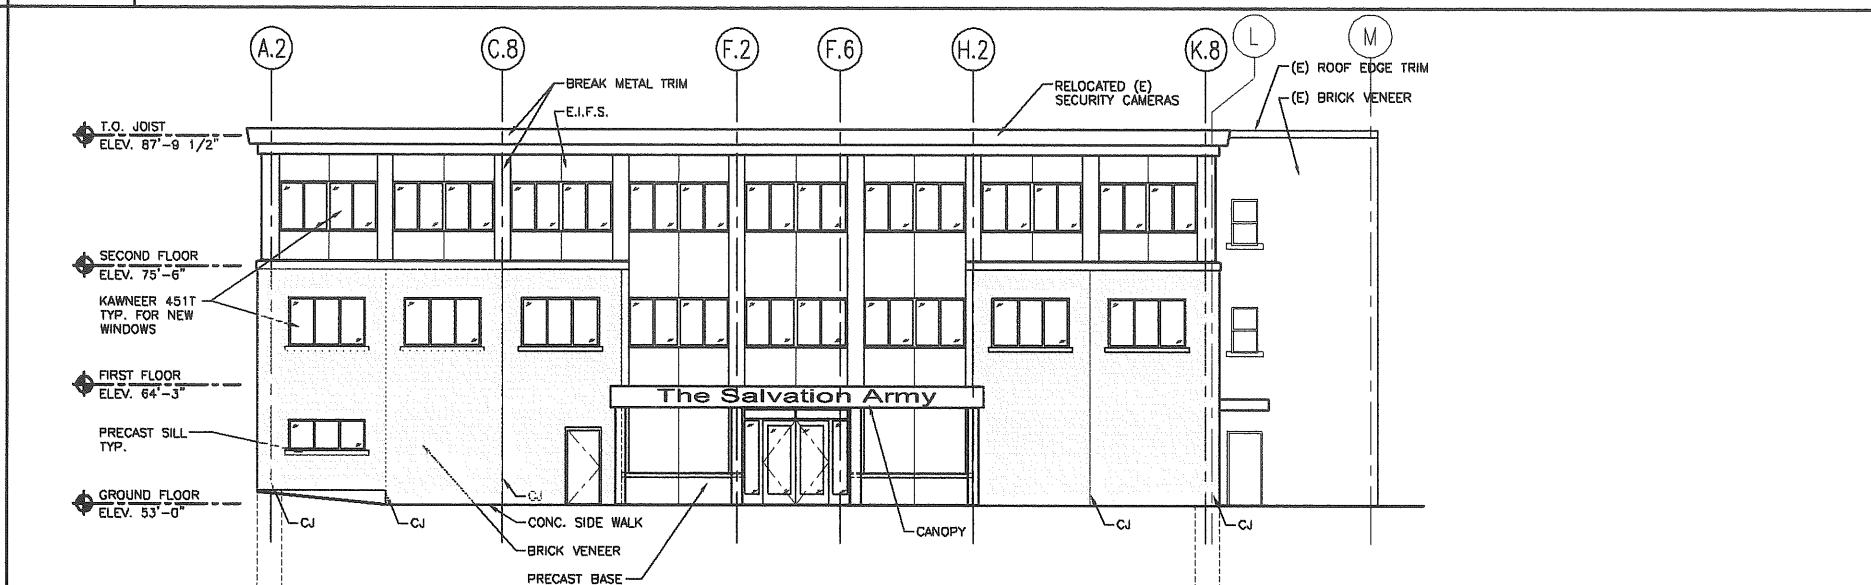 A.2
C.8
F.2
F.6
H.2
K.8
L
M
BREAK METAL TRIM
E.I.F.S.
RELOCATED (E)
SECURITY CAMERAS
(E) ROOF EDGE TRIM
(E) BRICK VENEER
T.O. JOIST
ELEV. 87'-9 1/2"
SECOND FLOOR
ELEV. 75'-6"
KAWNEER 451T
TYP. FOR NEW
WINDOWS
FIRST FLOOR
ELEV. 64'-3"
The Salvation Army
PRECAST SILL
TYP.
GROUND FLOOR
ELEV. 53'-0"
CJ
CJ
CJ
CONC. SIDE WALK
BRICK VENEER
PRECAST BASE
CANOPY
CJ
CJ